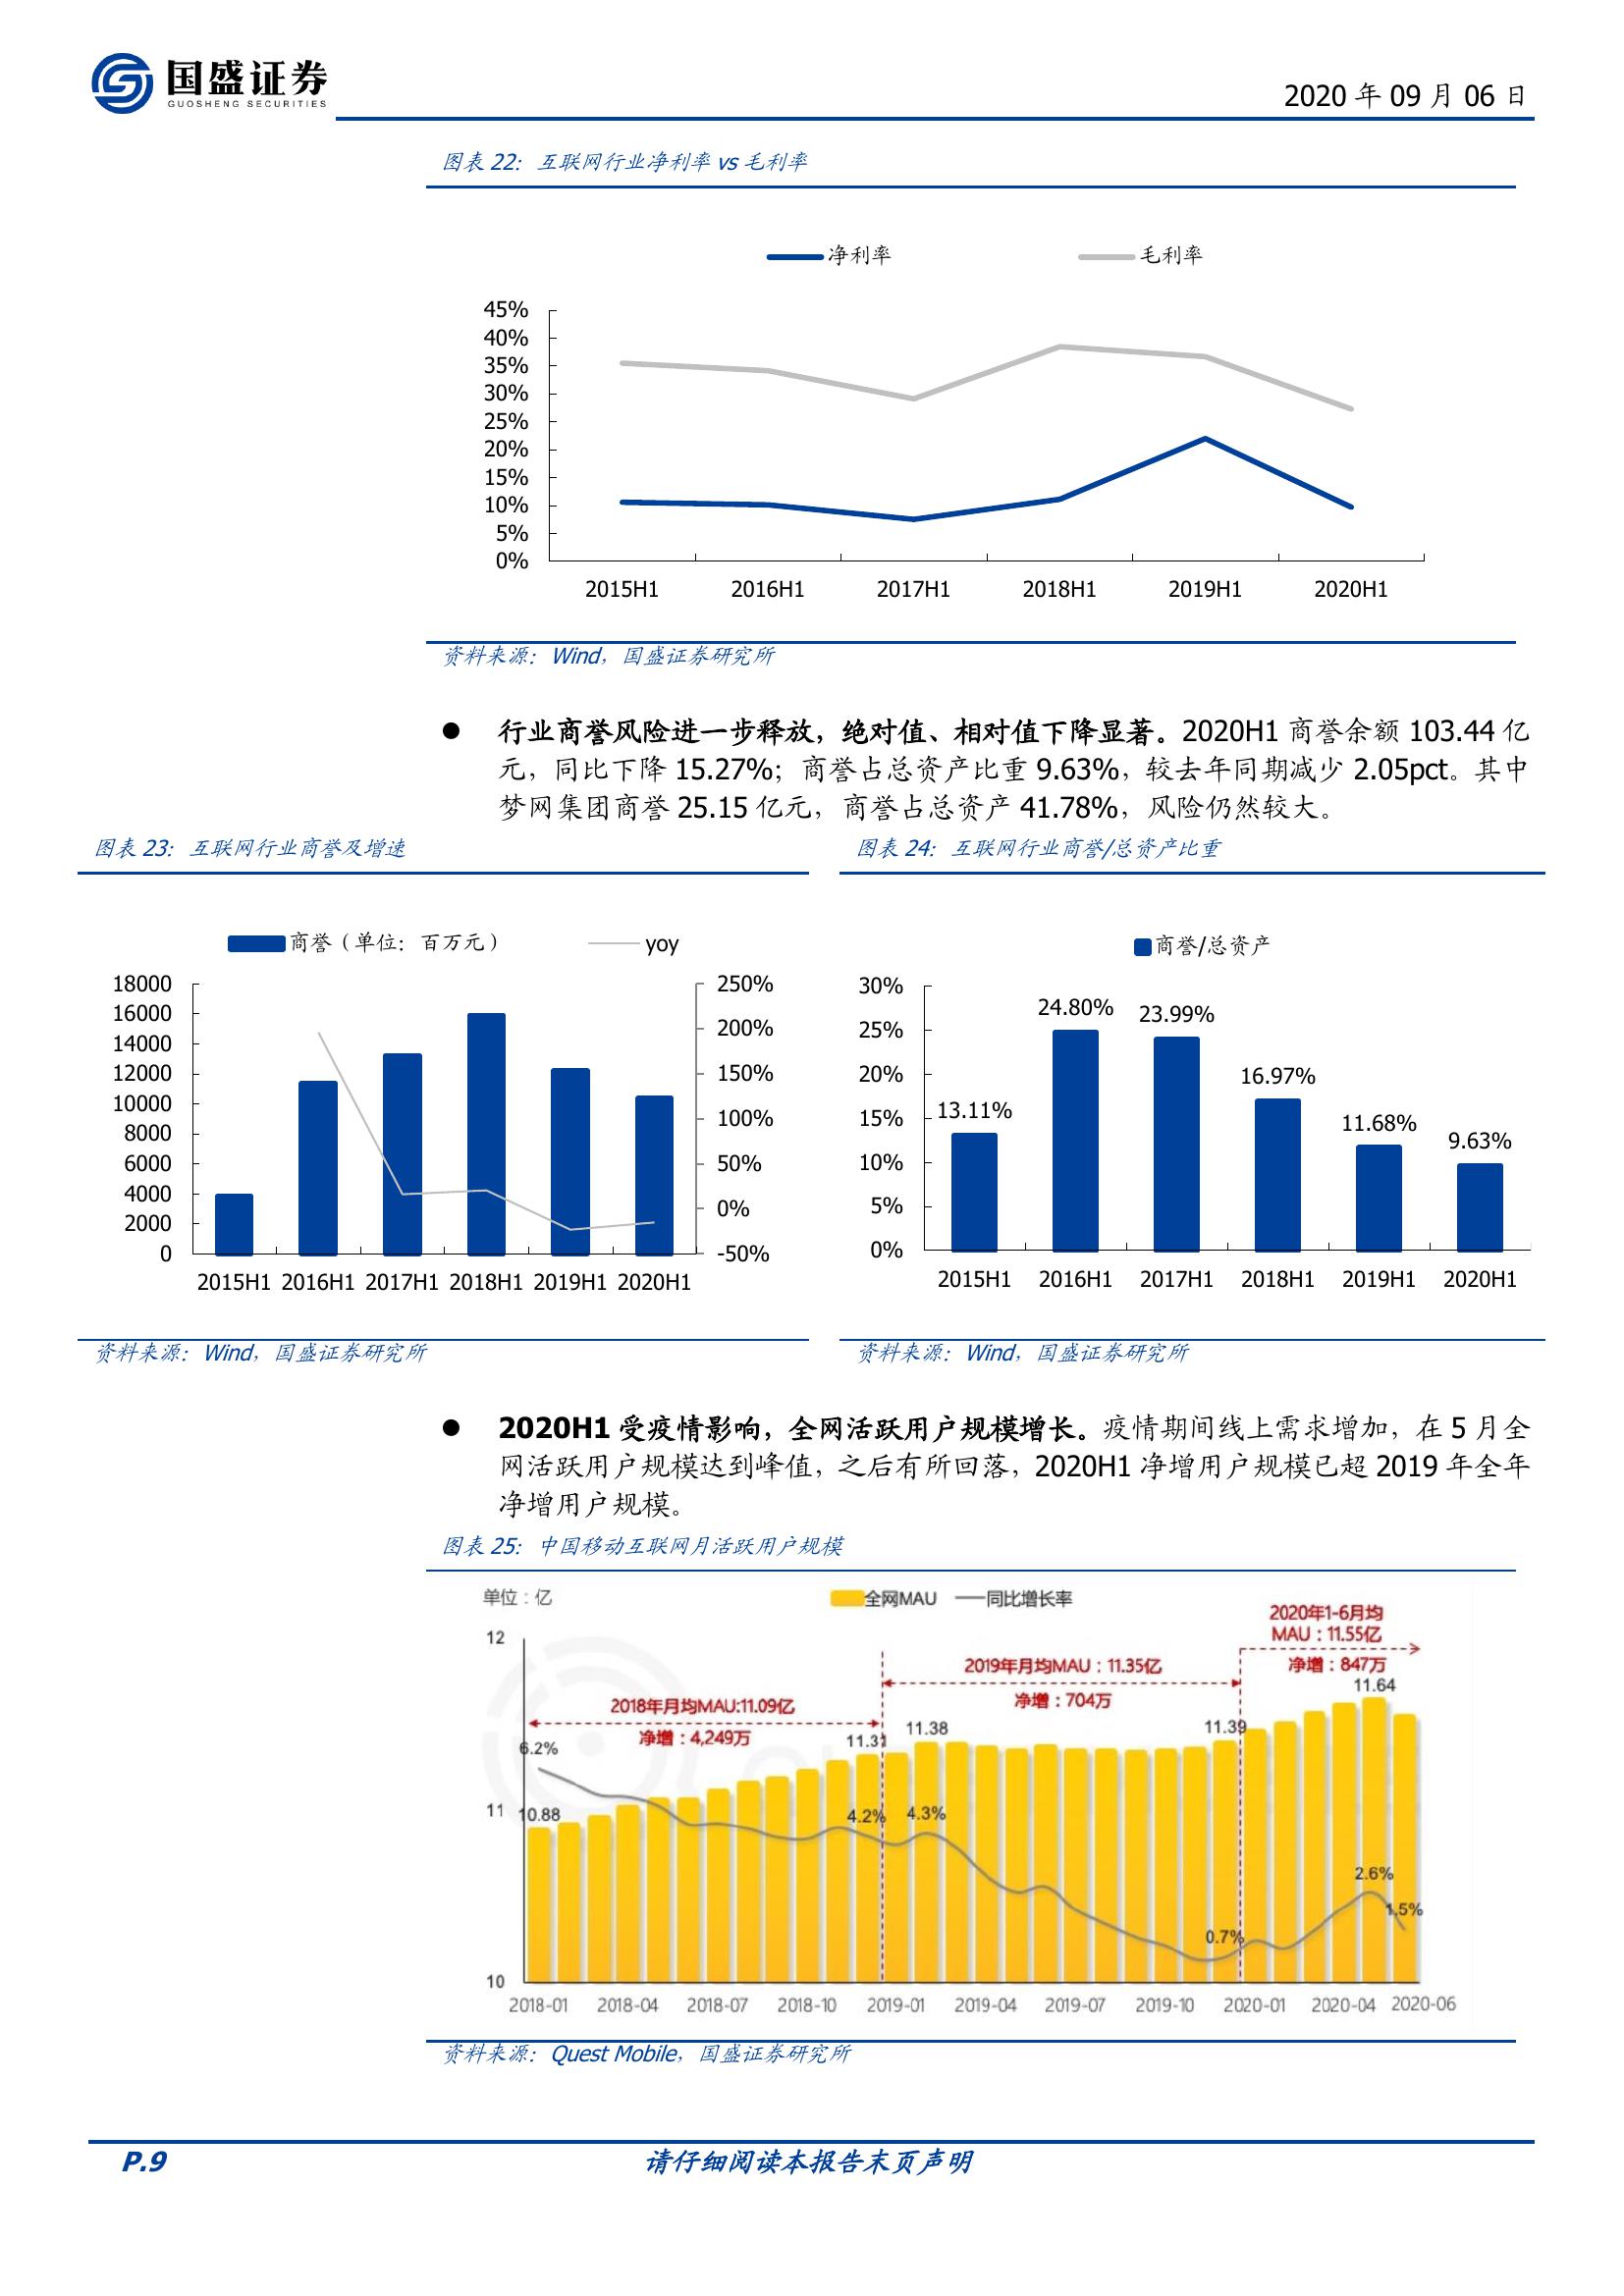 国盛证券
GUOSHENG SECURITIES
2020 年 09 月 06 日
图表 22：互联网行业净利率 vs 毛利率
净利率 毛利率
45%
40%
35%
30%
25%
20%
15%
10%
5%
0%
2015H1 2016H1 2017H1 2018H1 2019H1 2020H1
资料来源：Wind，国盛证券研究所
● 行业商誉风险进一步释放，绝对值、相对值下降显著。2020H1 商誉余额 103.44 亿
元，同比下降 15.27%；商誉占总资产比重 9.63%，较去年同期减少 2.05pct。其中
梦网集团商誉 25.15 亿元，商誉占总资产 41.78%，风险仍然较大。
图表 23：互联网行业商誉及增速
商誉（单位：百万元） yoy
18000
16000
14000
12000
10000
8000
6000
4000
2000
0
250%
200%
150%
100%
50%
0%
-50%
2015H1 2016H1 2017H1 2018H1 2019H1 2020H1
资料来源：Wind，国盛证券研究所
图表 24：互联网行业商誉/总资产比重
商誉/总资产
30%
25%
20%
15%
10%
5%
0%
13.11%
24.80%
23.99%
16.97%
11.68%
9.63%
2015H1 2016H1 2017H1 2018H1 2019H1 2020H1
资料来源：Wind，国盛证券研究所
● 2020H1 受疫情影响，全网活跃用户规模增长。疫情期间线上需求增加，在 5 月全
网活跃用户规模达到峰值，之后有所回落，2020H1 净增用户规模已超 2019 年全年
净增用户规模。
图表 25：中国移动互联网月活跃用户规模
单位：亿
全网MAU 同比增长率
2020年1-6月均
MAU：11.55亿
净增：847万
2019年月均MAU：11.35亿
净增：704万
2018年月均MAU:11.09亿
净增：4,249万
12
11
10
6.2%
10.88
11.31
11.38
11.39
11.64
4.2%
4.3%
0.7%
2.6%
1.5%
2018-01 2018-04 2018-07 2018-10 2019-01 2019-04 2019-07 2019-10 2020-01 2020-04 2020-06
资料来源：Quest Mobile，国盛证券研究所
P.9
请仔细阅读本报告末页声明